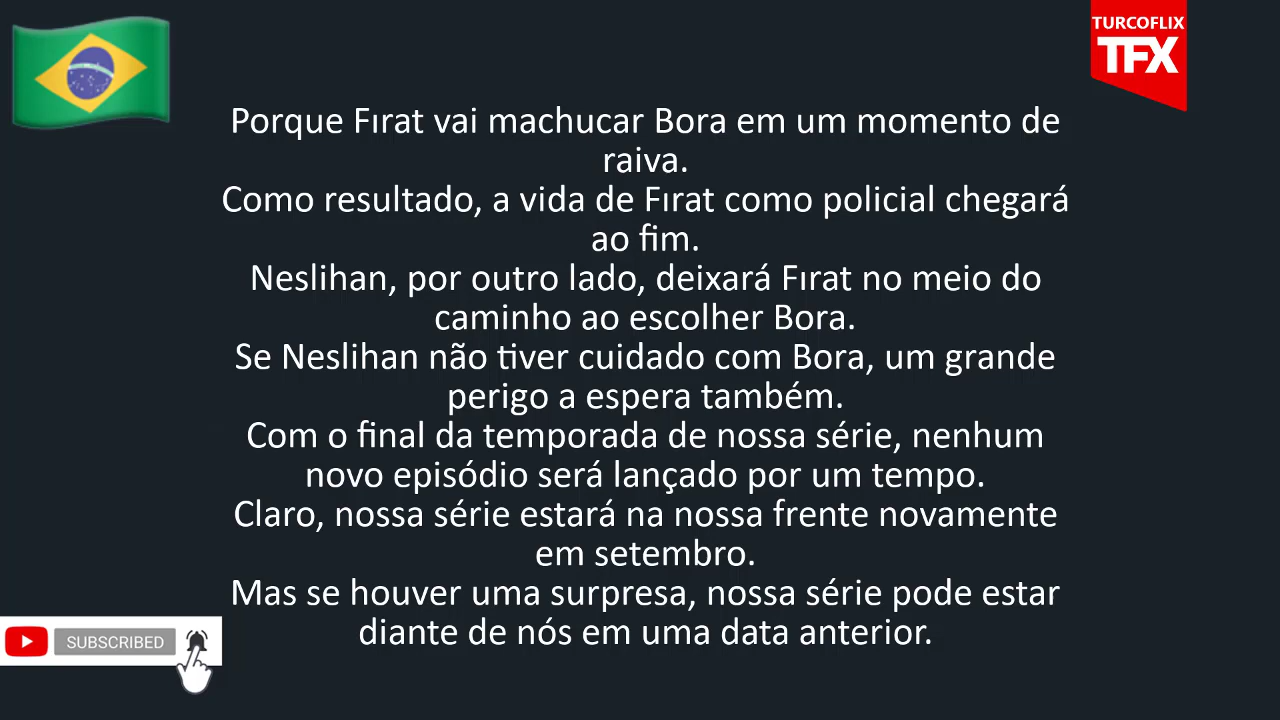 TURCOFLIX
TFX
Porque Fırat vai machucar Bora em um momento de
raiva.
Como resultado, a vida de Fırat como policial chegará
ao fim.
Neslihan, por outro lado, deixará Fırat no meio do
caminho ao escolher Bora.
Se Neslihan não tiver cuidado com Bora, um grande
perigo a espera também.
Com o final da temporada de nossa série, nenhum
novo episódio será lançado por um tempo.
Claro, nossa série estará na nossa frente novamente
em setembro.
Mas se houver uma surpresa, nossa série pode estar
diante de nós em uma data anterior.
SUBSCRIBED